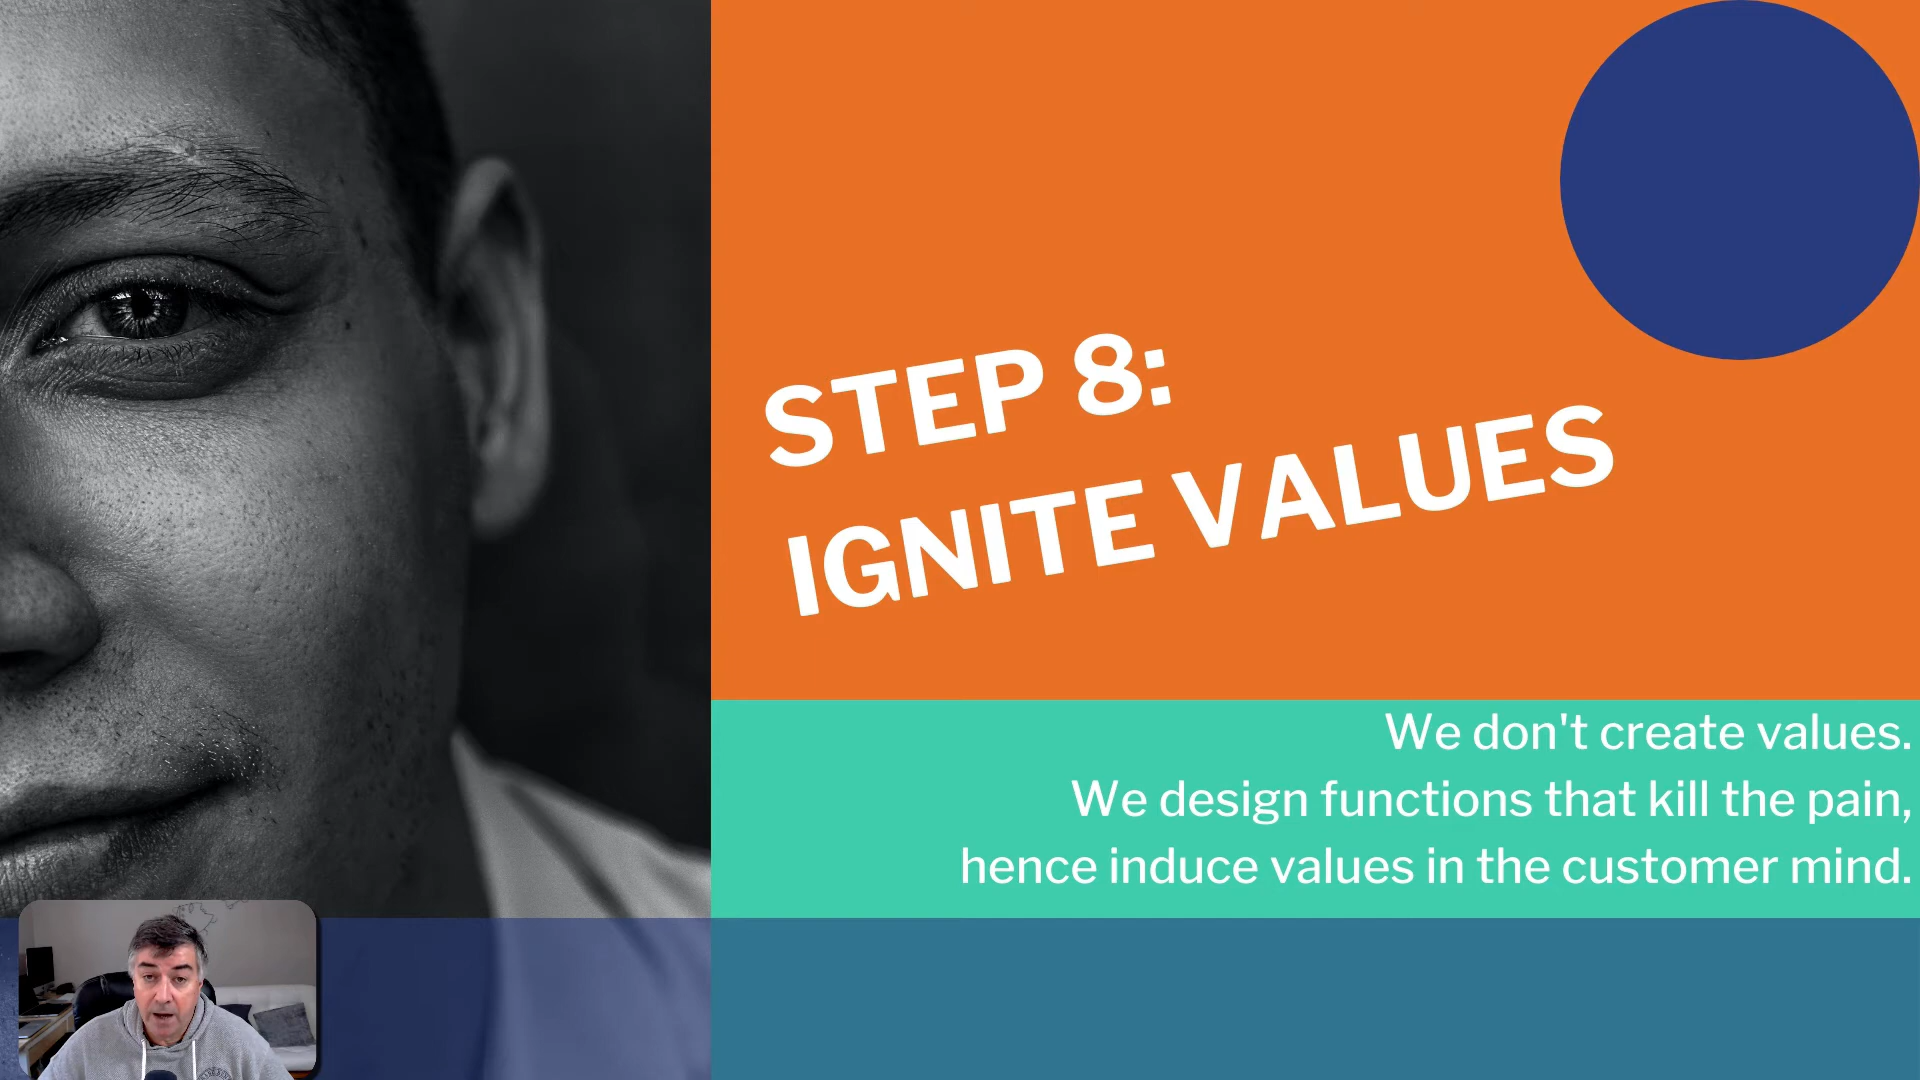 STEP 8:
IGNITE VALUES
We don't create values.
We design functions that kill the pain,
hence induce values in the customer mind.